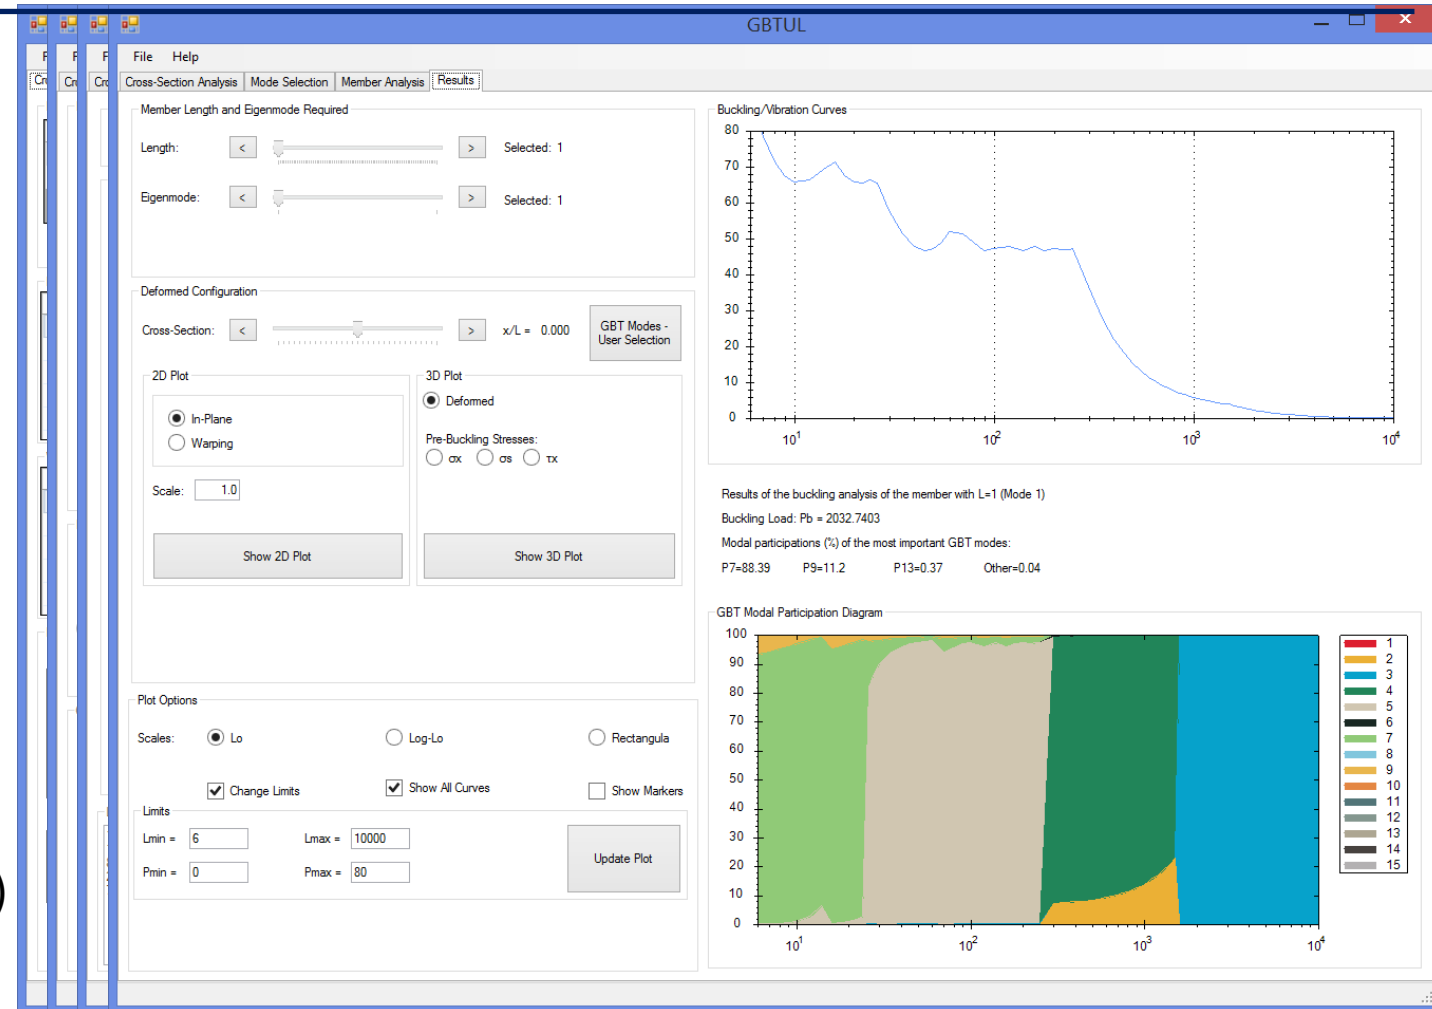 GBTUL
F F F File Help
Cro Cro Cro Cross-Section Analysis Mode Selection Member Analysis Results
Member Length and Eigenmode Required
Length: < > Selected: 1
Eigenmode: < > Selected: 1
Deformed Configuration
Cross-Section: < > x/L = 0.000
GBT Modes -
User Selection
2D Plot
In-Plane
Warping
Scale: 1.0
Show 2D Plot
3D Plot
Deformed
Pre-Buckling Stresses:
σx σs τx
Show 3D Plot
Plot Options
Scales: Lo Log-Lo Rectangula
Change Limits Show All Curves Show Markers
Limits
Lmin = 6 Lmax = 10000
Pmin = 0 Pmax = 80
Update Plot
)
Buckling/Vibration Curves
80
70
60
50
40
30
20
10
0
10¹ 10² 10³ 10⁴
Results of the buckling analysis of the member with L=1 (Mode 1)
Buckling Load: Pb = 2032.7403
Modal participations (%) of the most important GBT modes:
P7=88.39 P9=11.2 P13=0.37 Other=0.04
GBT Modal Participation Diagram
100
90
80
70
60
50
40
30
20
10
0
10¹ 10² 10³ 10⁴
1
2
3
4
5
6
7
8
9
10
11
12
13
14
15